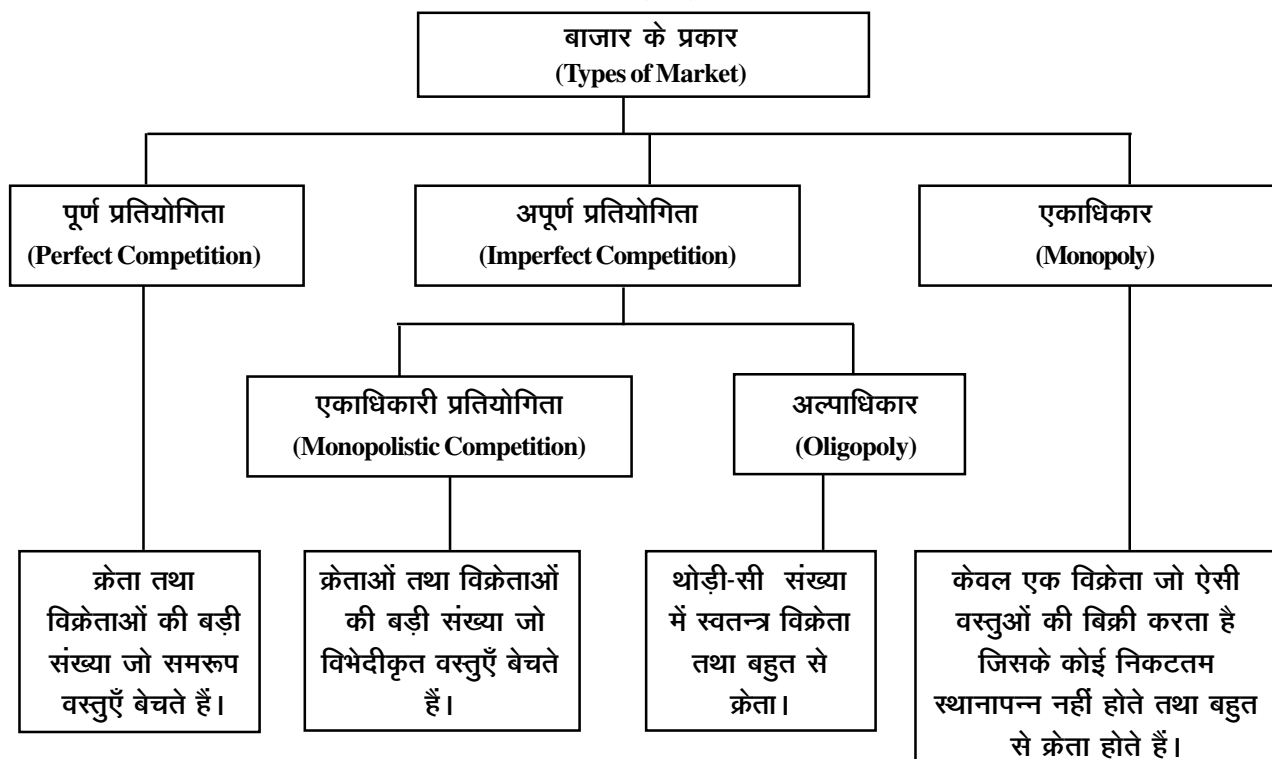 बाजार के प्रकार
(Types of Market)
पूर्ण प्रतियोगिता
(Perfect Competition)
अपूर्ण प्रतियोगिता
(Imperfect Competition)
एकाधिकार
(Monopoly)
एकाधिकारी प्रतियोगिता
(Monopolistic Competition)
अल्पाधिकार
(Oligopoly)
क्रेता तथा
विक्रेताओं की बड़ी
संख्या जो समरूप
वस्तुएँ बेचते हैं।
क्रेताओं तथा विक्रेताओं
की बड़ी संख्या जो
विभेदीकृत वस्तुएँ बेचते
हैं।
थोड़ी-सी संख्या
में स्वतन्त्र विक्रेता
तथा बहुत से
क्रेता।
केवल एक विक्रेता जो ऐसी
वस्तुओं की बिक्री करता है
जिसके कोई निकटतम
स्थानापन्न नहीं होते तथा बहुत
से क्रेता होते हैं।